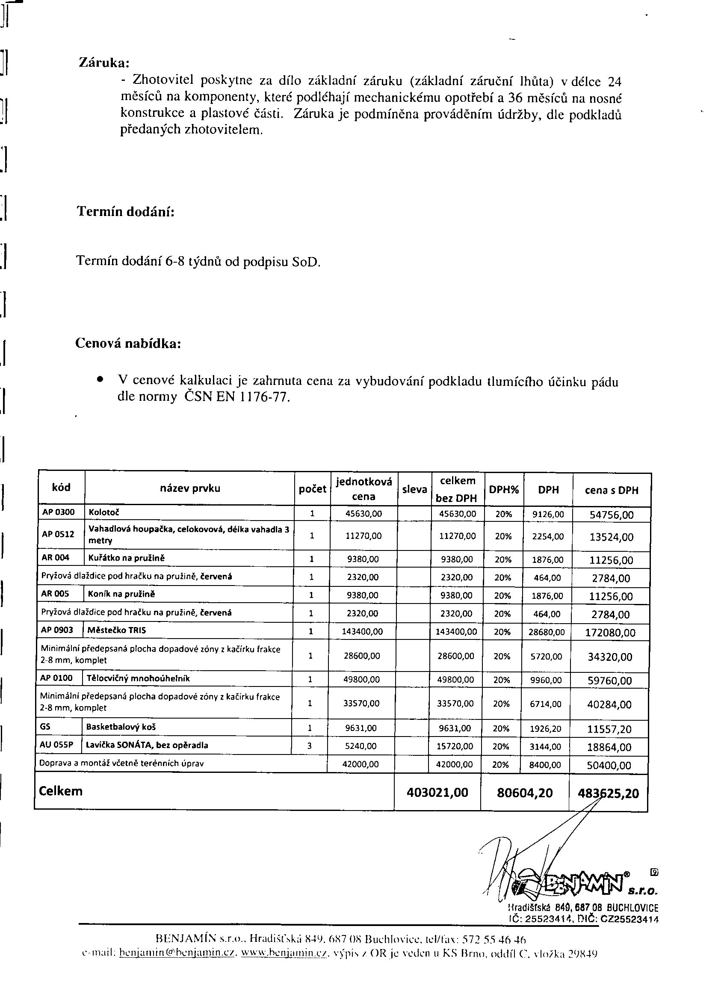 Záruka:
- Zhotovitel poskytne za dílo základní záruku (základní záruční lhůta) v délce 24
měsíců na komponenty, které podléhají mechanickému opotřebí a 36 měsíců na nosné
konstrukce a plastové části. Záruka je podmíněna prováděním údržby, dle podkladů
předaných zhotovitelem.
Termín dodání:
Termín dodání 6-8 týdnů od podpisu SoD.
Cenová nabídka:
• V cenové kalkulaci je zahrnuta cena za vybudování podkladu tlumícího účinku pádu
dle normy ČSN EN 1176-77.
kód název prvku počet jednotková cena sleva celkem bez DPH DPH% DPH cena s DPH
AP 0300 Kolotoč 1 45630,00 45630,00 20% 9126,00 54756,00
AP 0512 Vahadlová houpačka, celokovová, délka vahadla 3
metry 1 11270,00 11270,00 20% 2254,00 13524,00
AR 004 Kuřátko na pružině 1 9380,00 9380,00 20% 1876,00 11256,00
Pryžová dlaždice pod hračku na pružině, červená 1 2320,00 2320,00 20% 464,00 2784,00
AR 005 Koník na pružině 1 9380,00 9380,00 20% 1876,00 11256,00
Pryžová dlaždice pod hračku na pružině, červená 1 2320,00 2320,00 20% 464,00 2784,00
AP 0903 Městečko TRIS 1 143400,00 143400,00 20% 28680,00 172080,00
Minimální předepsaná plocha dopadové zóny z kačírku frakce
2-8 mm, komplet 1 28600,00 28600,00 20% 5720,00 34320,00
AP 0100 Tělocvičný mnohoúhelník 1 49800,00 49800,00 20% 9960,00 59760,00
Minimální předepsaná plocha dopadové zóny z kačírku frakce
2-8 mm, komplet 1 33570,00 33570,00 20% 6714,00 40284,00
GS Basketbalový koš 1 9631,00 9631,00 20% 1926,20 11557,20
AU 055P Lavička SONÁTA, bez opěradla 3 5240,00 15720,00 20% 3144,00 18864,00
Doprava a montáž včetně terénních úprav 42000,00 42000,00 20% 8400,00 50400,00
Celkem 403021,00 80604,20 483625,20
BENJAMÍN® s.r.o. 9
Hradišťská 849, 687 08 BUCHLOVICE
IČ: 25523414, DIČ: CZ25523414
BENJAMÍN s.r.o., Hradišťská 849, 687 08 Buchlovice, tel/fax: 572 55 46 46
e-mail: benjamin@benjamin.cz, www.benjamin.cz, výpis z OR je veden u KS Brno, oddíl C, vložka 29849